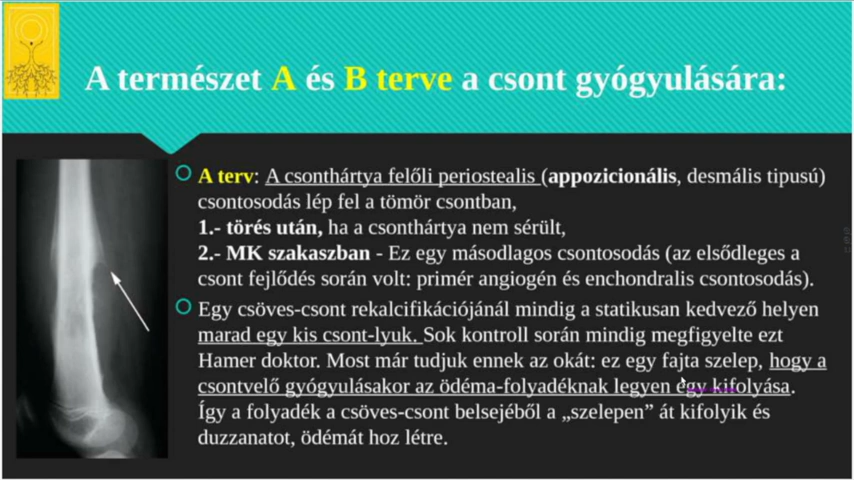 A természet A és B terve a csont gyógyulására:
A terv: A csonthártya felőli periostealis (appozicionális, desmális tipusú)
csontosodás lép fel a tömör csontban,
1.- törés után, ha a csonthártya nem sérült,
2.- MK szakaszban - Ez egy másodlagos csontosodás (az elsődleges a
csont fejlődés során volt: primér angiogén és enchondralis csontosodás).
Egy csöves-csont rekalcifikációjánál mindig a statikusan kedvező helyen
marad egy kis csont-lyuk. Sok kontroll során mindig megfigyelte ezt
Hamer doktor. Most már tudjuk ennek az okát: ez egy fajta szelep, hogy a
csontvelő gyógyulásakor az ödéma-folyadéknak legyen egy kifolyása.
Így a folyadék a csöves-csont belsejéből a „szelepen” át kifolyik és
duzzanatot, ödémát hoz létre.